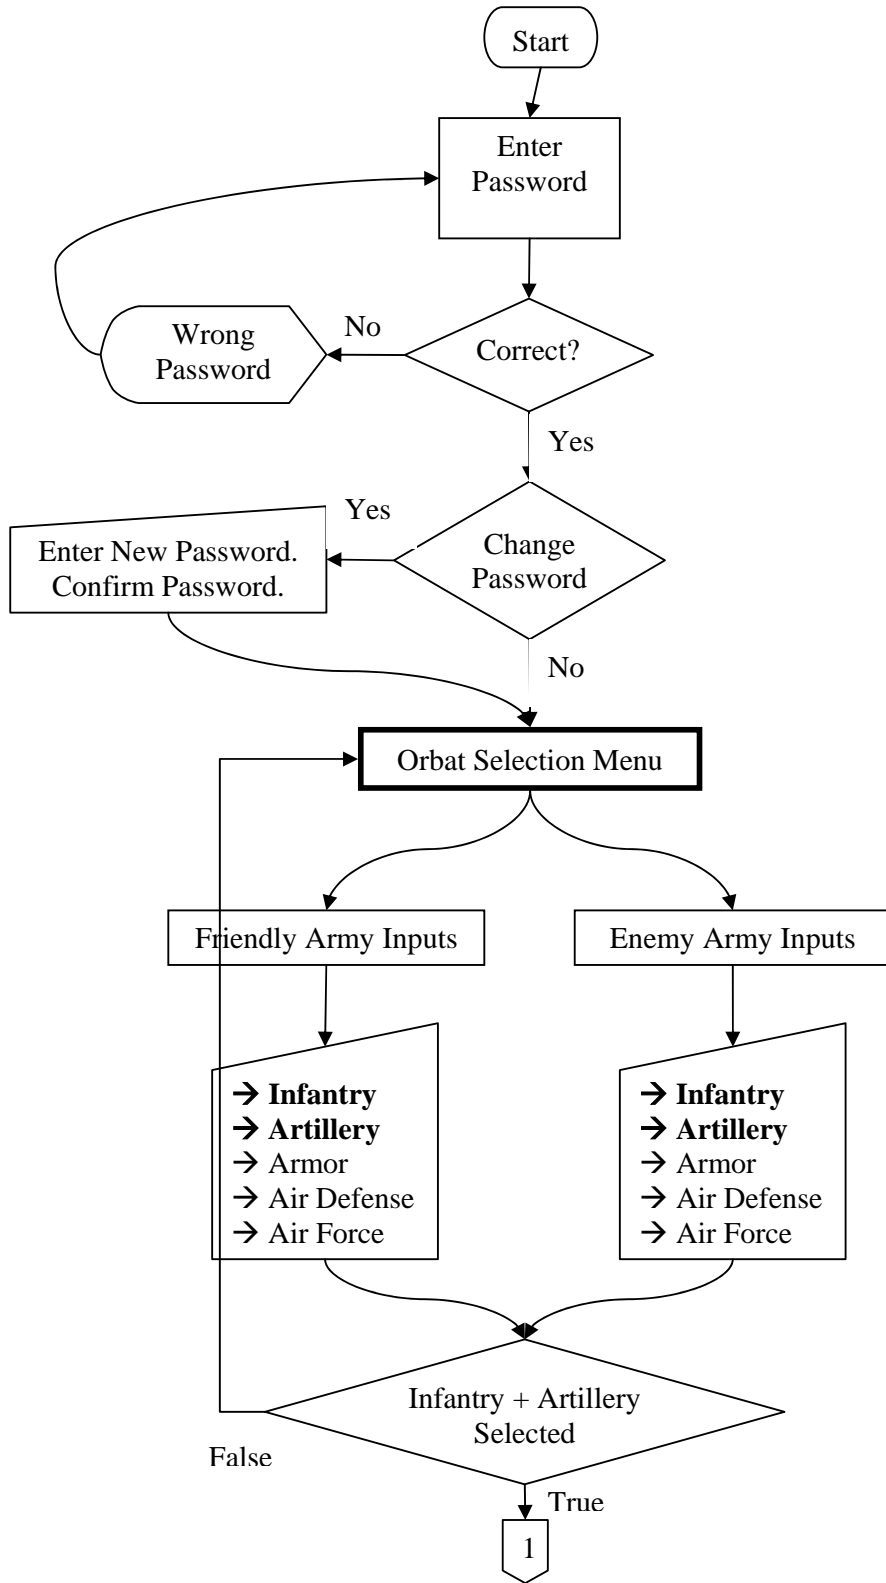 Start
Enter
Password
No
Wrong
Password
Correct?
Yes
Yes
Enter New Password.
Confirm Password.
Change
Password
No
Orbat Selection Menu
Friendly Army Inputs
Enemy Army Inputs
→ Infantry
→ Artillery
→ Armor
→ Air Defense
→ Air Force
→ Infantry
→ Artillery
→ Armor
→ Air Defense
→ Air Force
Infantry + Artillery
Selected
False
True
1